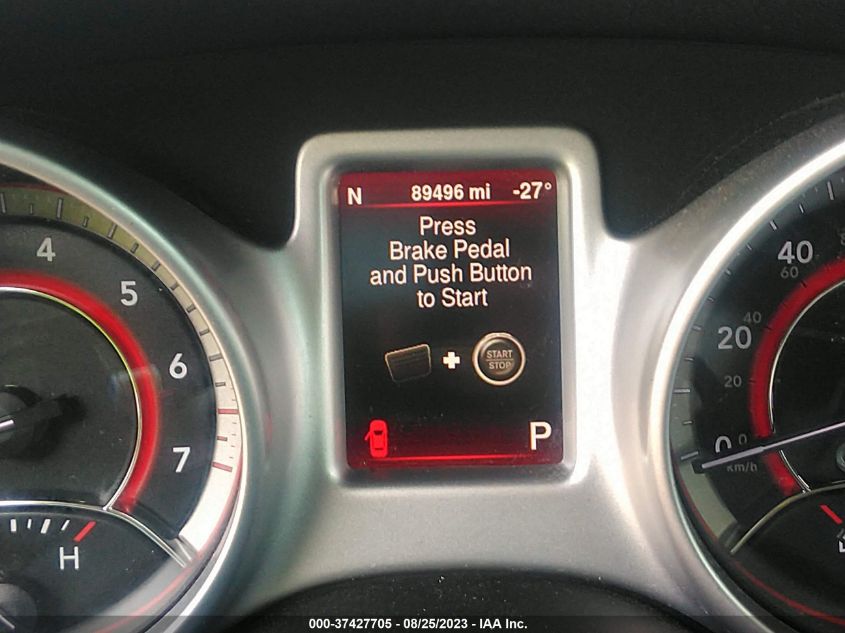 N 89496 mi -27°
Press
Brake Pedal
and Push Button
to Start
START
STOP
P
4
5
6
7
H
40
60
40
20
20
0
0
km/h
000-37427705 - 08/25/2023 - IAA Inc.